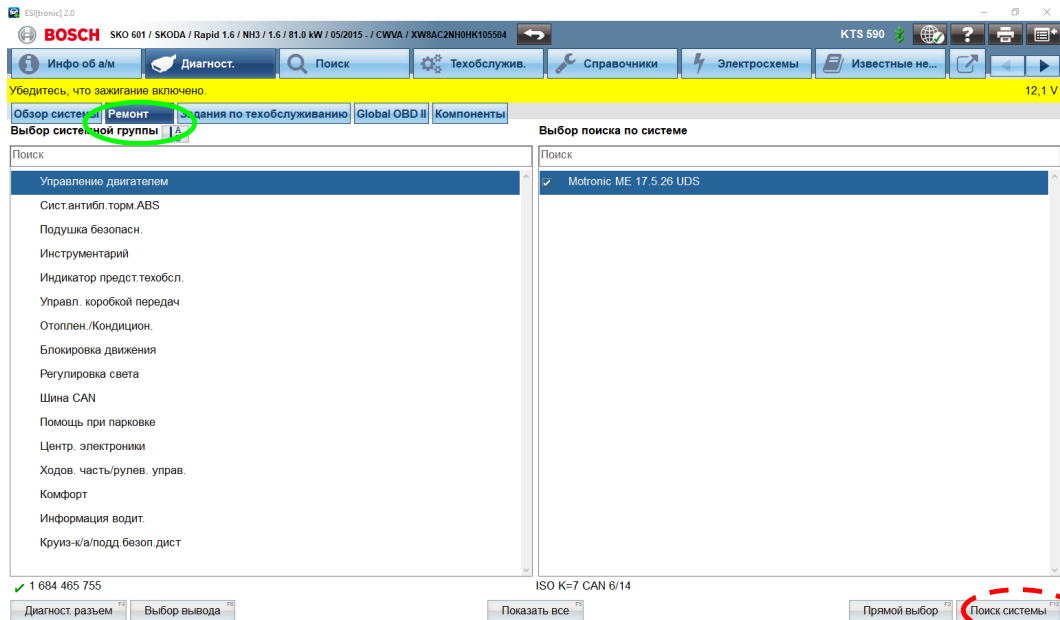 ESI[tronic] 2.0
BOSCH SKO 601 / SKODA / Rapid 1.6 / NH3 / 1.6 / 81.0 kW / 05/2015 - / CWVA / XW8AC2NH0HK105504 KTS 590 ?
Инфо об а/м Диагност. Поиск Техобслужив. Справочники Электросхемы Известные не...
Убедитесь, что зажигание включено. 12,1 V
Обзор системы Ремонт Задания по техобслуживанию Global OBD II Компоненты
Выбор системной группы Выбор поиска по системе
Поиск Поиск
Управление двигателем Motronic ME 17.5.26 UDS
Сист.антибл.торм.ABS
Подушка безопасн.
Инструментарий
Индикатор предст.техобсл.
Управл. коробкой передач
Отоплен./Кондицион.
Блокировка движения
Регулировка света
Шина CAN
Помощь при парковке
Центр. электроники
Ходов. часть/рулев. управ.
Комфорт
Информация водит.
Круиз-к/а/подд.безоп.дист
1 684 465 755 ISO K=7 CAN 6/14
Диагност. разъем Выбор вывода Показать все Прямой выбор Поиск системы